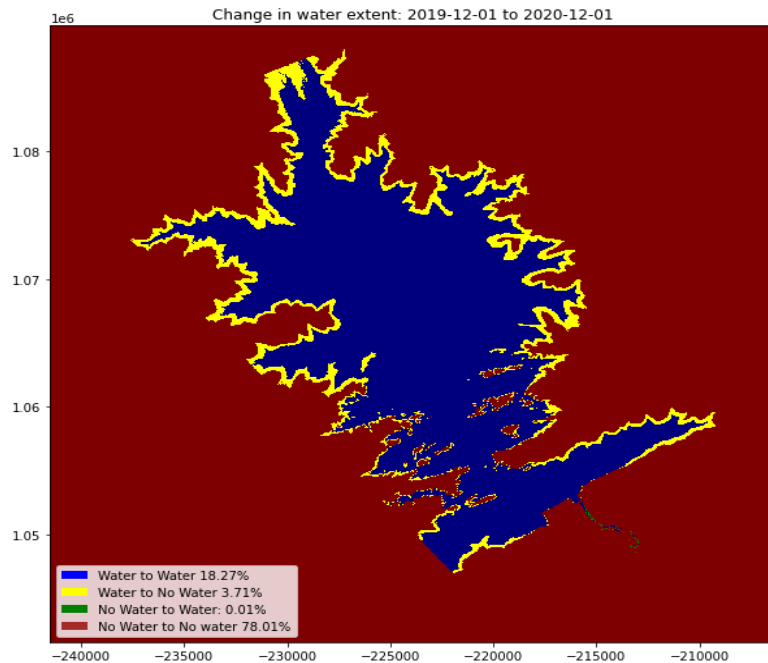 Change in water extent: 2019-12-01 to 2020-12-01
1e6
1.08
1.07
1.06
1.05
Water to Water 18.27%
Water to No Water 3.71%
No Water to Water: 0.01%
No Water to No water 78.01%
−240000 −235000 −230000 −225000 −220000 −215000 −210000